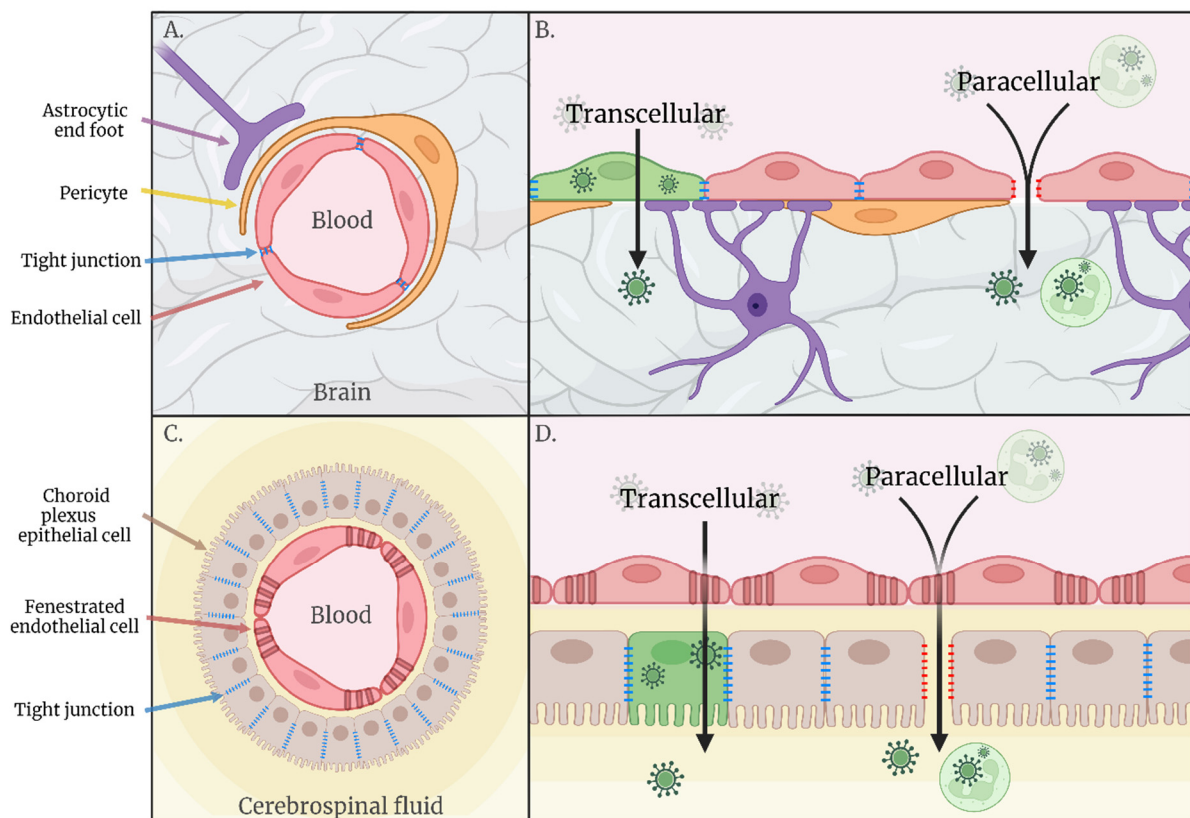 A.
Astrocytic
end foot
Pericyte
Blood
Tight junction
Endothelial cell
Brain
B.
Transcellular
Paracellular
C.
Choroid
plexus
epithelial cell
Fenestrated
endothelial cell
Blood
Tight junction
Cerebrospinal fluid
D.
Transcellular
Paracellular